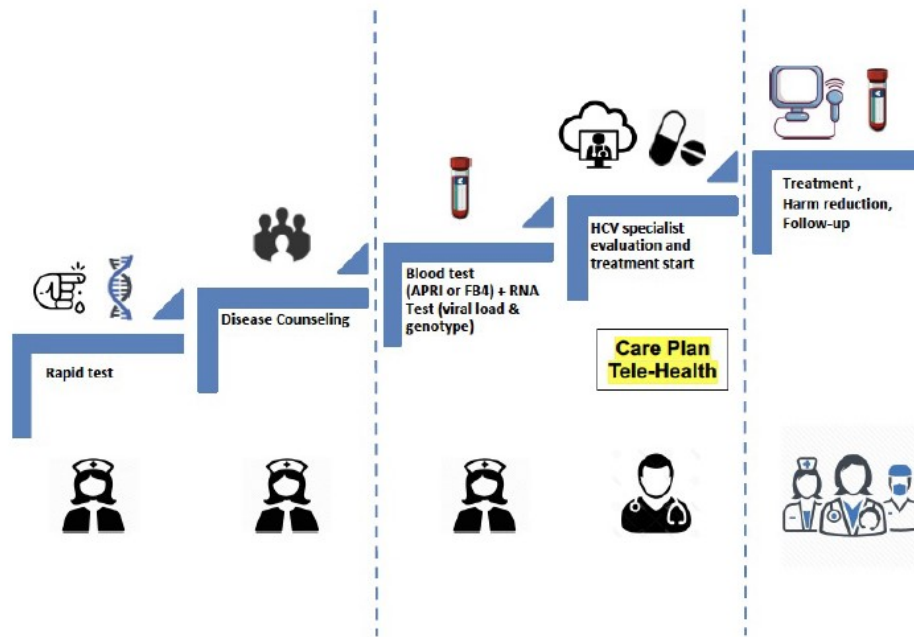 Rapid test
Disease Counseling
Blood test
(APRI or FB4) + RNA
Test (viral load &
genotype)
HCV specialist
evaluation and
treatment start
Care Plan
Tele-Health
Treatment ,
Harm reduction,
Follow-up